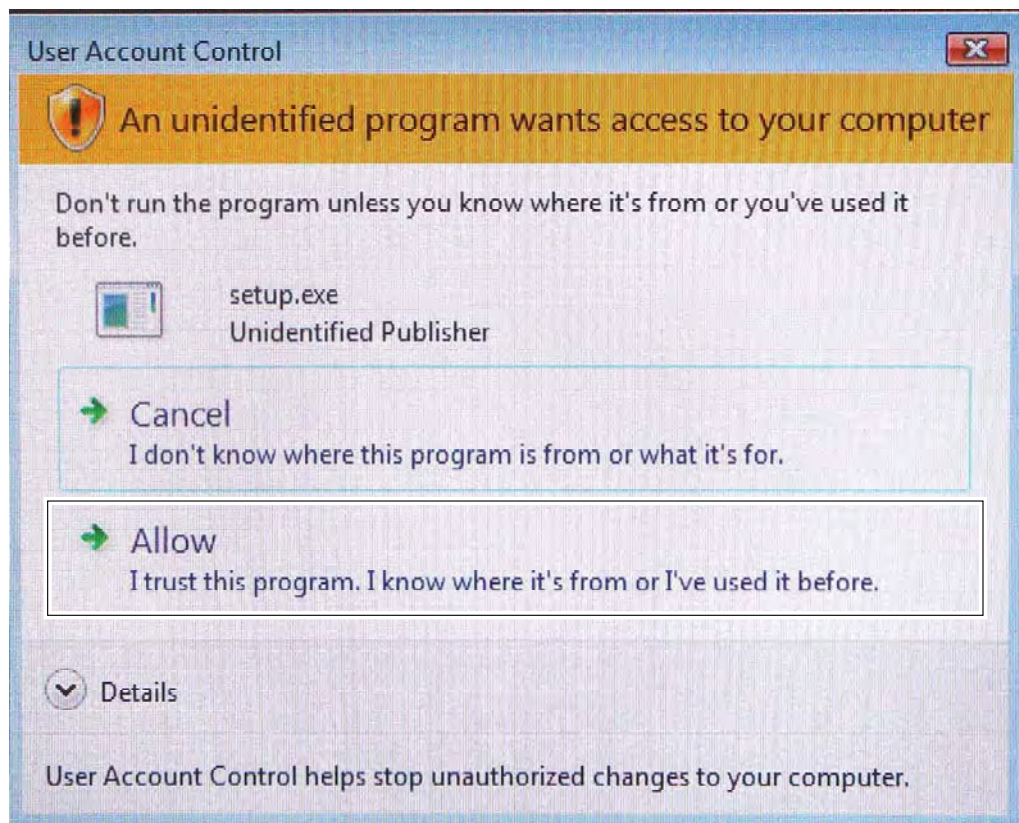 User Account Control
An unidentified program wants access to your computer
Don't run the program unless you know where it's from or you've used it
before.
setup.exe
Unidentified Publisher
Cancel
I don't know where this program is from or what it's for.
Allow
I trust this program. I know where it's from or I've used it before.
Details
User Account Control helps stop unauthorized changes to your computer.